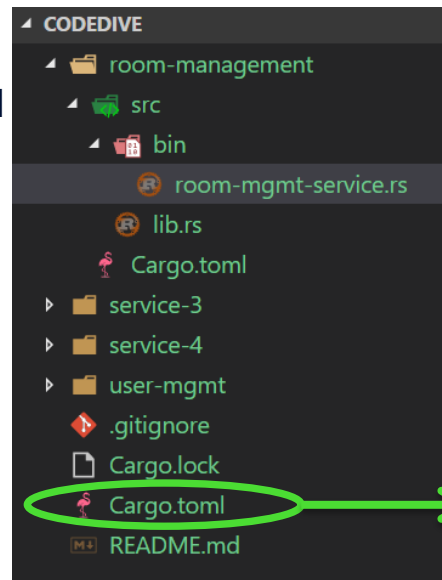 CODEDIVE
room-management
src
bin
room-mgmt-service.rs
lib.rs
Cargo.toml
service-3
service-4
user-mgmt
.gitignore
Cargo.lock
Cargo.toml
README.md